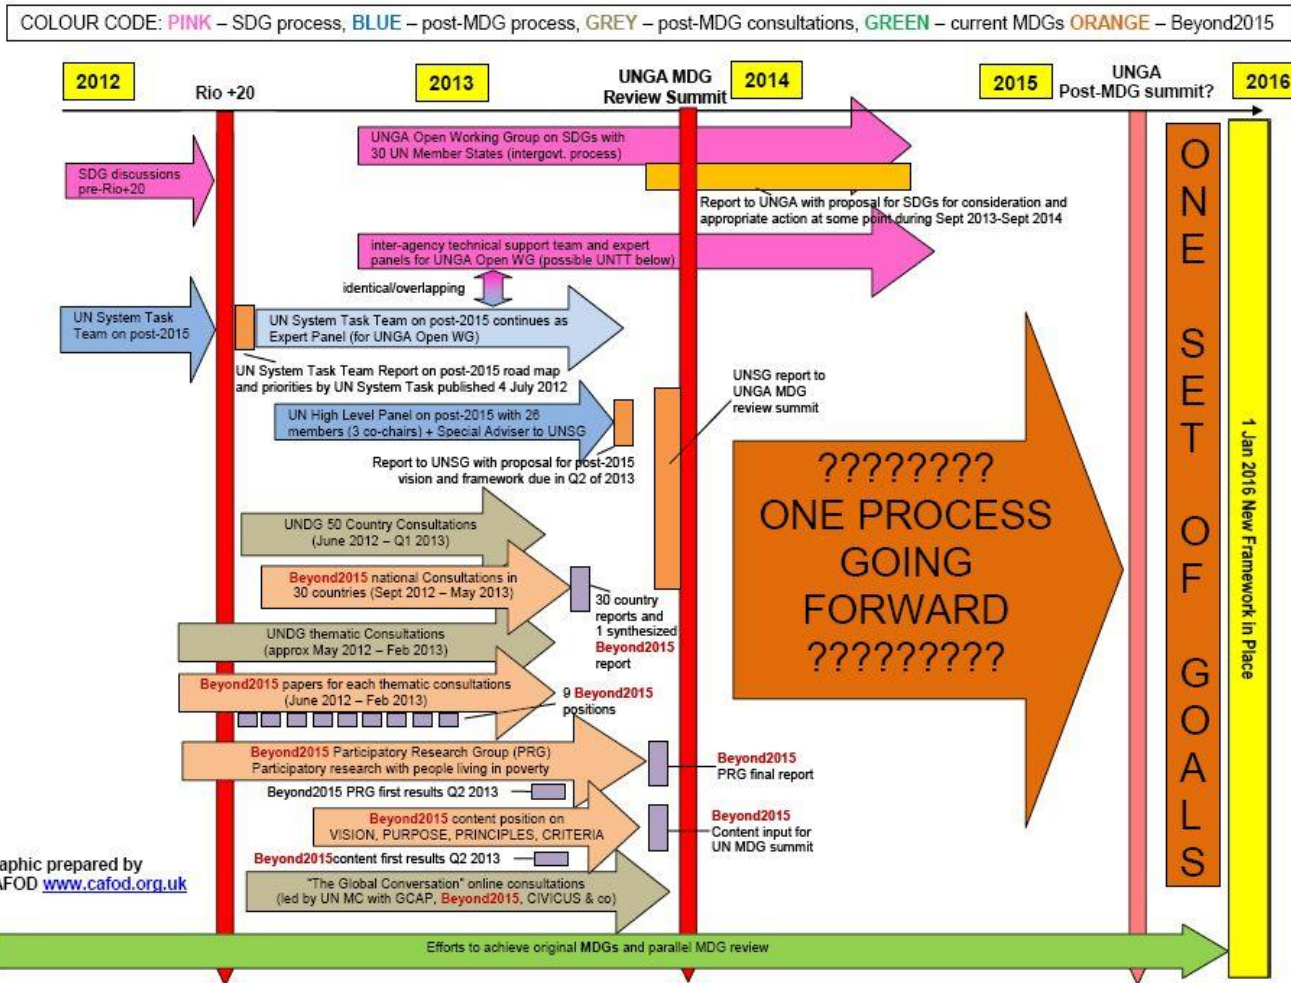 COLOUR CODE: PINK – SDG process, BLUE – post-MDG process, GREY – post-MDG consultations, GREEN – current MDGs ORANGE – Beyond2015
2012
Rio +20
2013
UNGA MDG
Review Summit
2014
2015
UNGA
Post-MDG summit?
2016
UNGA Open Working Group on SDGs with
30 UN Member States (intergovt. process)
SDG discussions
pre-Rio+20
Report to UNGA with proposal for SDGs for consideration and
appropriate action at some point during Sept 2013-Sept 2014
inter-agency technical support team and expert
panels for UNGA Open WG (possible UNTT below)
identical/overlapping
UN System Task
Team on post-2015
UN System Task Team on post-2015 continues as
Expert Panel (for UNGA Open WG)
UN System Task Team Report on post-2015 road map
and priorities by UN System Task published 4 July 2012
UNSG report to
UNGA MDG
review summit
UN High Level Panel on post-2015 with 26
members (3 co-chairs) + Special Adviser to UNSG
Report to UNSG with proposal for post-2015
vision and framework due in Q2 of 2013
UNDG 50 Country Consultations
(June 2012 – Q1 2013)
Beyond2015 national Consultations in
30 countries (Sept 2012 – May 2013)
30 country
reports and
1 synthesized
Beyond2015
report
UNDG thematic Consultations
(approx May 2012 – Feb 2013)
Beyond2015 papers for each thematic consultations
(June 2012 – Feb 2013)
9 Beyond2015
positions
Beyond2015 Participatory Research Group (PRG)
Participatory research with people living in poverty
Beyond2015
PRG final report
Beyond2015 PRG first results Q2 2013
Beyond2015 content position on
VISION, PURPOSE, PRINCIPLES, CRITERIA
Beyond2015
Content input for
UN MDG summit
Beyond2015content first results Q2 2013
"The Global Conversation" online consultations
(led by UN MC with GCAP, Beyond2015, CIVICUS & co)
????????
ONE PROCESS
GOING
FORWARD
?????????
ONE SET OF GOALS
1 Jan 2016 New Framework in Place
aphic prepared by
AFOD www.cafod.org.uk
Efforts to achieve original MDGs and parallel MDG review